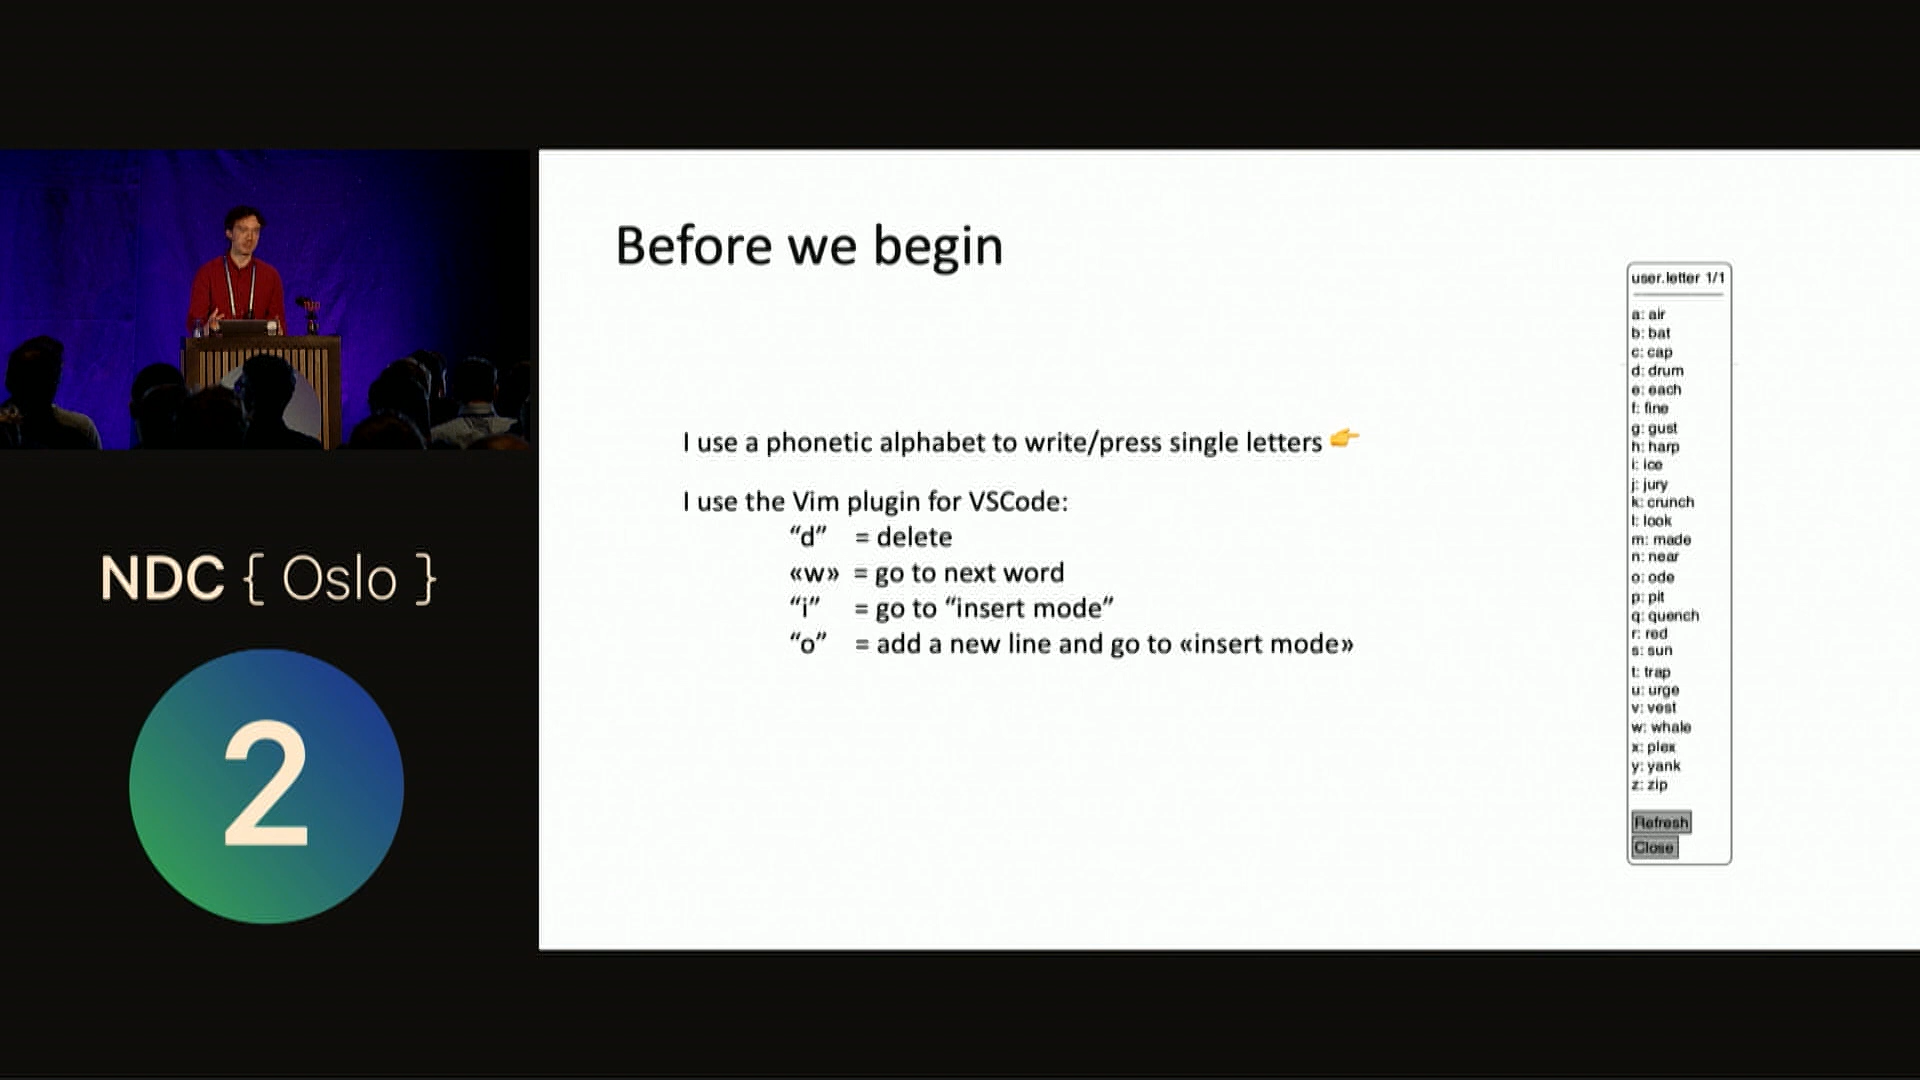 NDC { Oslo }
2
Before we begin
I use a phonetic alphabet to write/press single letters 👉
I use the Vim plugin for VSCode:
“d” = delete
«w» = go to next word
“i” = go to “insert mode”
“o” = add a new line and go to «insert mode»
user.letter 1/1
a: air
b: bat
c: cap
d: drum
e: each
f: fine
g: gust
h: harp
i: ice
j: jury
k: crunch
l: look
m: made
n: near
o: ode
p: pit
q: quench
r: red
s: sun
t: trap
u: urge
v: vest
w: whale
x: plex
y: yank
z: zip
Refresh
Close